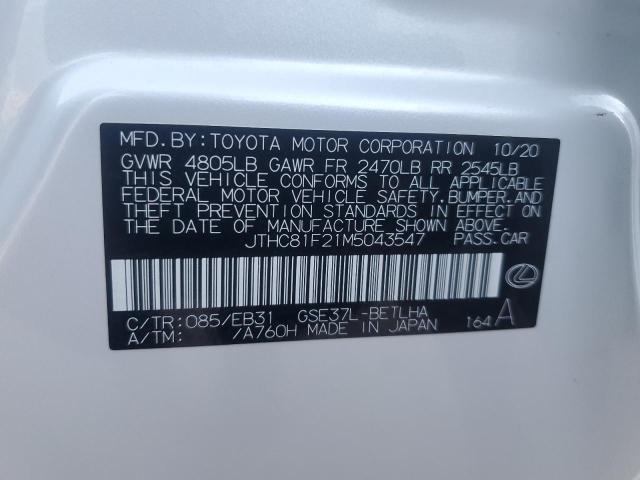 MFD.BY:TOYOTA MOTOR CORPORATION 10/20
GVWR 4805LB GAWR FR 2470LB RR 2545LB
THIS VEHICLE CONFORMS TO ALL APPLICABLE
FEDERAL MOTOR VEHICLE SAFETY,BUMPER,AND
THEFT PREVENTION STANDARDS IN EFFECT ON
THE DATE OF MANUFACTURE SHOWN ABOVE.
JTHC81F21M5043547 PASS.CAR
C/TR:085/EB31 GSE37L-BETLHA
A/TM: /A760H MADE IN JAPAN 164 A